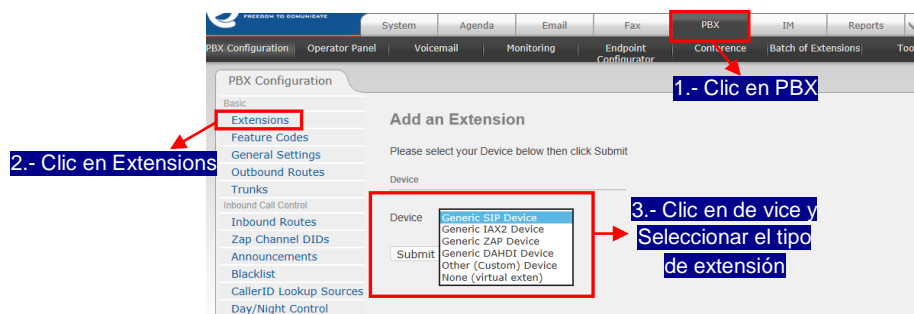 FREEDOM TO COMUNICATE
System Agenda Email Fax PBX IM Reports
PBX Configuration Operator Panel Voicemail Monitoring Endpoint Configurator Conference Batch of Extensions Too
PBX Configuration
1.- Clic en PBX
Basic
Extensions
Feature Codes
General Settings
Outbound Routes
Trunks
Inbound Call Control
Inbound Routes
Zap Channel DIDs
Announcements
Blacklist
CallerID Lookup Sources
Day/Night Control
2.- Clic en Extensions
Add an Extension
Please select your Device below then click Submit
Device
Device Generic SIP Device
Generic IAX2 Device
Generic ZAP Device
Generic DAHDI Device
Other (Custom) Device
None (virtual exten)
Submit
3.- Clic en de vice y
Seleccionar el tipo
de extensión